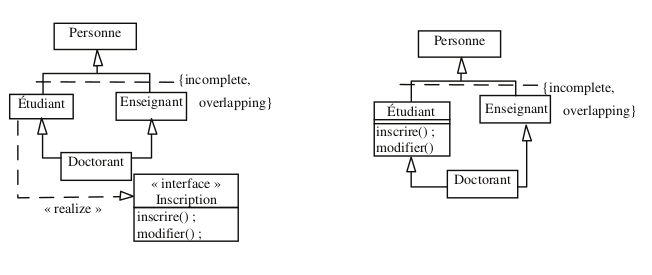 Personne
{incomplete,
Étudiant
Enseignant
overlapping}
Doctorant
« interface »
Inscription
« realize »
inscrire() ;
modifier() ;
Personne
{incomplete,
Étudiant
Enseignant
overlapping}
inscrire() ;
modifier()
Doctorant